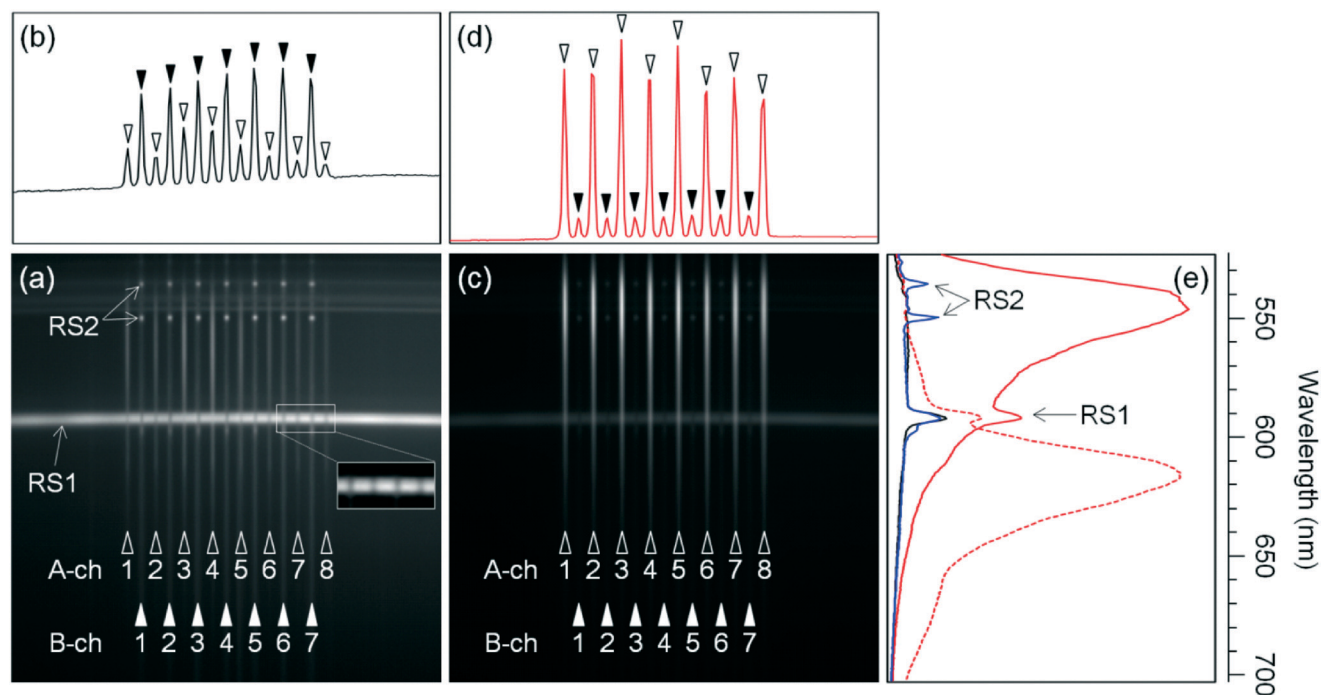 (b)
(d)
(a)
RS2
RS1
A-ch 1 2 3 4 5 6 7 8
B-ch 1 2 3 4 5 6 7
(c)
A-ch 1 2 3 4 5 6 7 8
B-ch 1 2 3 4 5 6 7
(e)
RS2
RS1
550
600
650
700
Wavelength (nm)